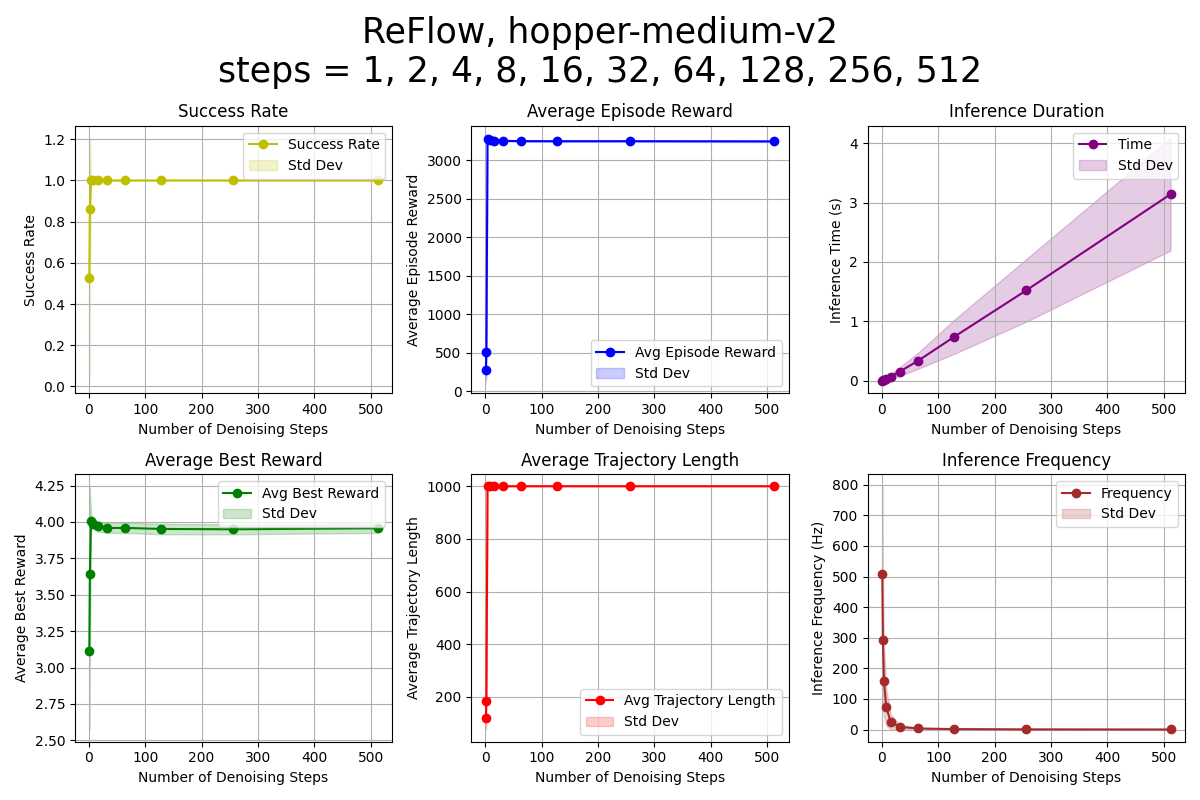 ReFlow, hopper-medium-v2
steps = 1, 2, 4, 8, 16, 32, 64, 128, 256, 512
Success Rate
Success Rate
1.2
1.0
0.8
0.6
0.4
0.2
0.0
0 100 200 300 400 500
Number of Denoising Steps
Success Rate
Std Dev
Average Episode Reward
Average Episode Reward
3000
2500
2000
1500
1000
500
0
0 100 200 300 400 500
Number of Denoising Steps
Avg Episode Reward
Std Dev
Inference Duration
Inference Time (s)
4
3
2
1
0
0 100 200 300 400 500
Number of Denoising Steps
Time
Std Dev
Average Best Reward
Average Best Reward
4.25
4.00
3.75
3.50
3.25
3.00
2.75
2.50
0 100 200 300 400 500
Number of Denoising Steps
Avg Best Reward
Std Dev
Average Trajectory Length
Average Trajectory Length
1000
800
600
400
200
0 100 200 300 400 500
Number of Denoising Steps
Avg Trajectory Length
Std Dev
Inference Frequency
Inference Frequency (Hz)
800
700
600
500
400
300
200
100
0
0 100 200 300 400 500
Number of Denoising Steps
Frequency
Std Dev